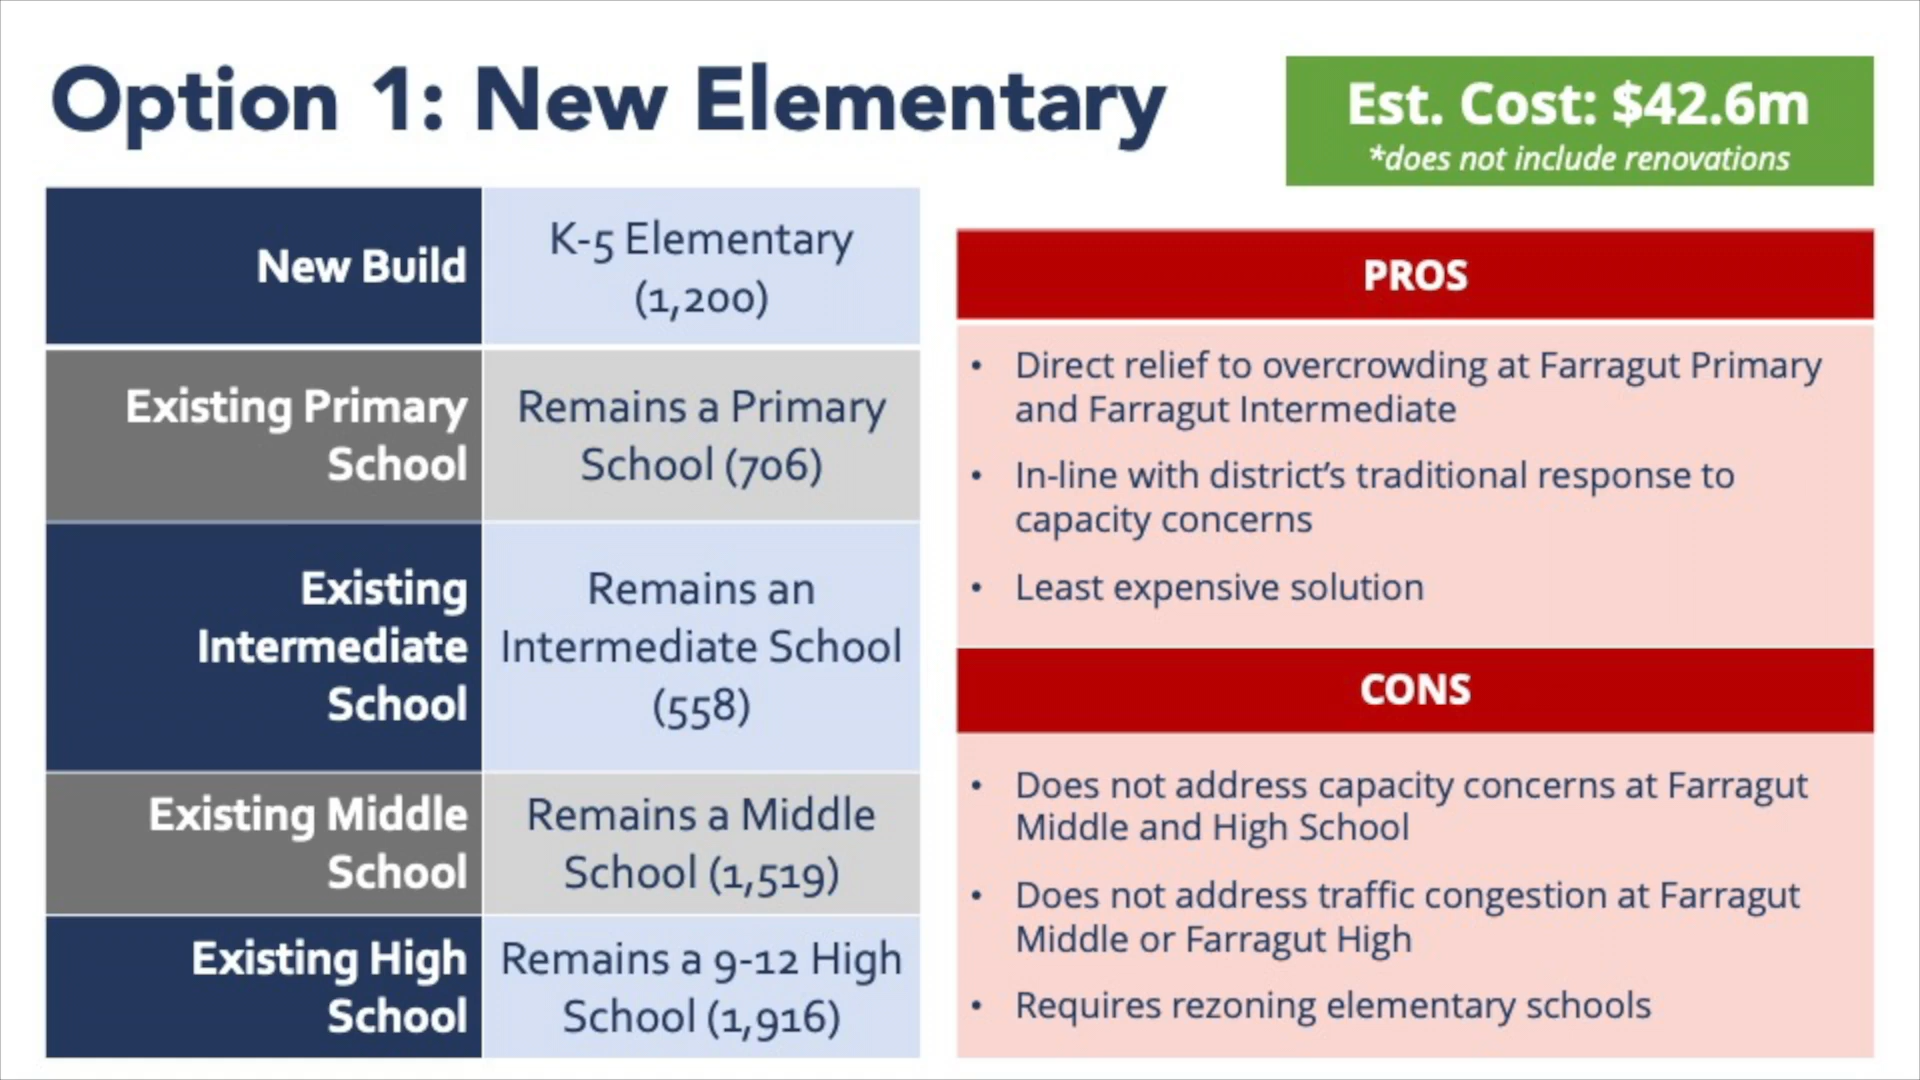 Option 1: New Elementary
Est. Cost: $42.6m
*does not include renovations
New Build
K-5 Elementary
(1,200)
Existing Primary
School
Remains a Primary
School (706)
Existing
Intermediate
School
Remains an
Intermediate School
(558)
Existing Middle
School
Remains a Middle
School (1,519)
Existing High
School
Remains a 9-12 High
School (1,916)
PROS
• Direct relief to overcrowding at Farragut Primary
and Farragut Intermediate
• In-line with district’s traditional response to
capacity concerns
• Least expensive solution
CONS
• Does not address capacity concerns at Farragut
Middle and High School
• Does not address traffic congestion at Farragut
Middle or Farragut High
• Requires rezoning elementary schools